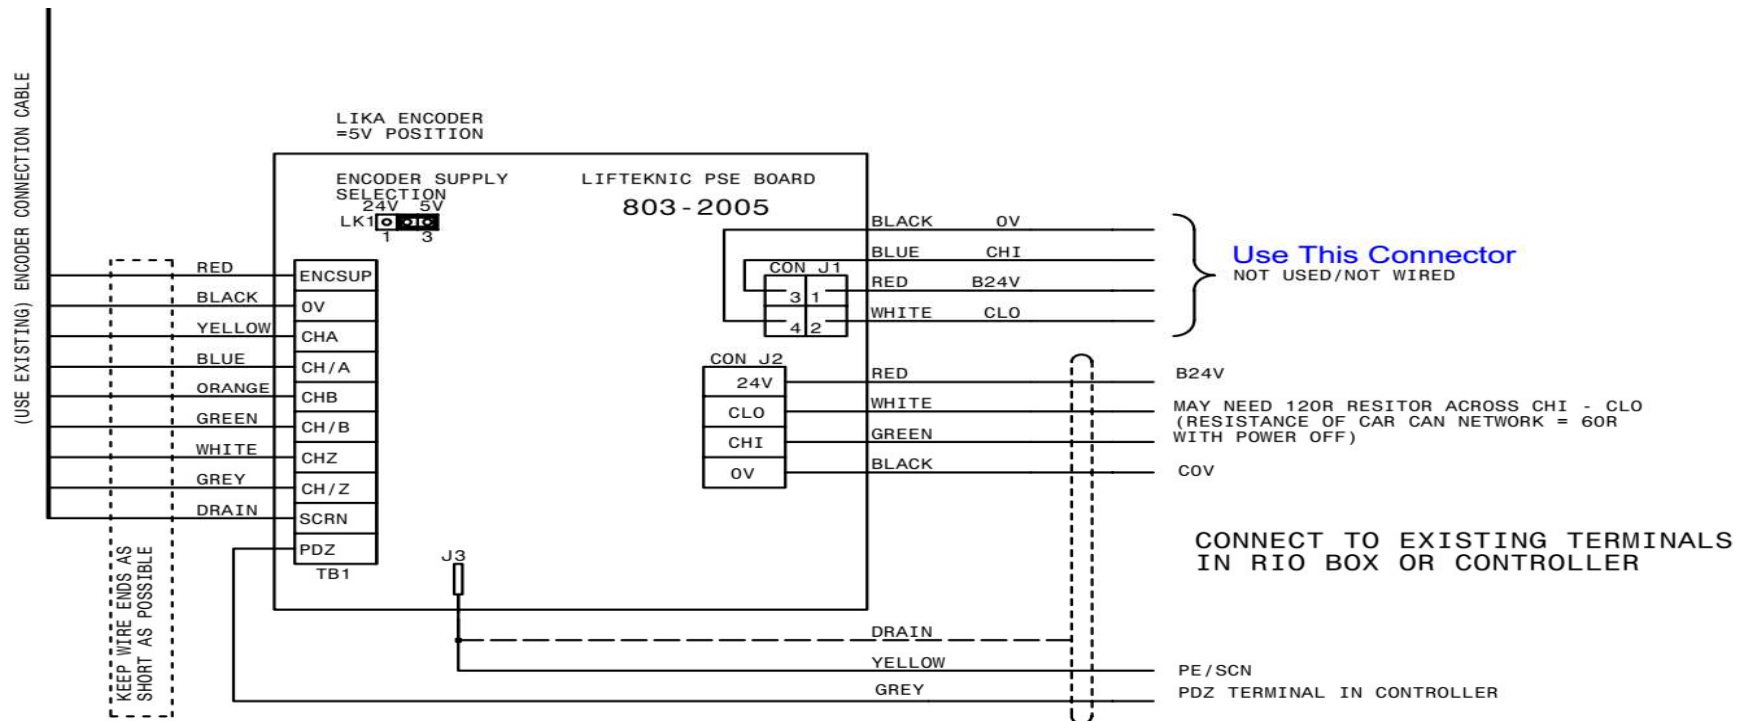 (USE EXISTING) ENCODER CONNECTION CABLE
LIKA ENCODER
=5V POSITION
ENCODER SUPPLY
SELECTION
24V 5V
LK1
1 3
LIFTEKNIC PSE BOARD
803-2005
RED
BLACK
YELLOW
BLUE
ORANGE
GREEN
WHITE
GREY
DRAIN
KEEP WIRE ENDS AS
SHORT AS POSSIBLE
ENCSUP
0V
CHA
CH/A
CHB
CH/B
CHZ
CH/Z
SCRN
PDZ
TB1
J3
CON J1
3 1
4 2
BLACK 0V
BLUE CHI
RED B24V
WHITE CLO
Use This Connector
NOT USED/NOT WIRED
CON J2
24V
CLO
CHI
0V
RED
WHITE
GREEN
BLACK
B24V
MAY NEED 120R RESITOR ACROSS CHI - CLO
(RESISTANCE OF CAR CAN NETWORK = 60R
WITH POWER OFF)
C0V
CONNECT TO EXISTING TERMINALS
IN RIO BOX OR CONTROLLER
DRAIN
YELLOW
GREY
PE/SCN
PDZ TERMINAL IN CONTROLLER